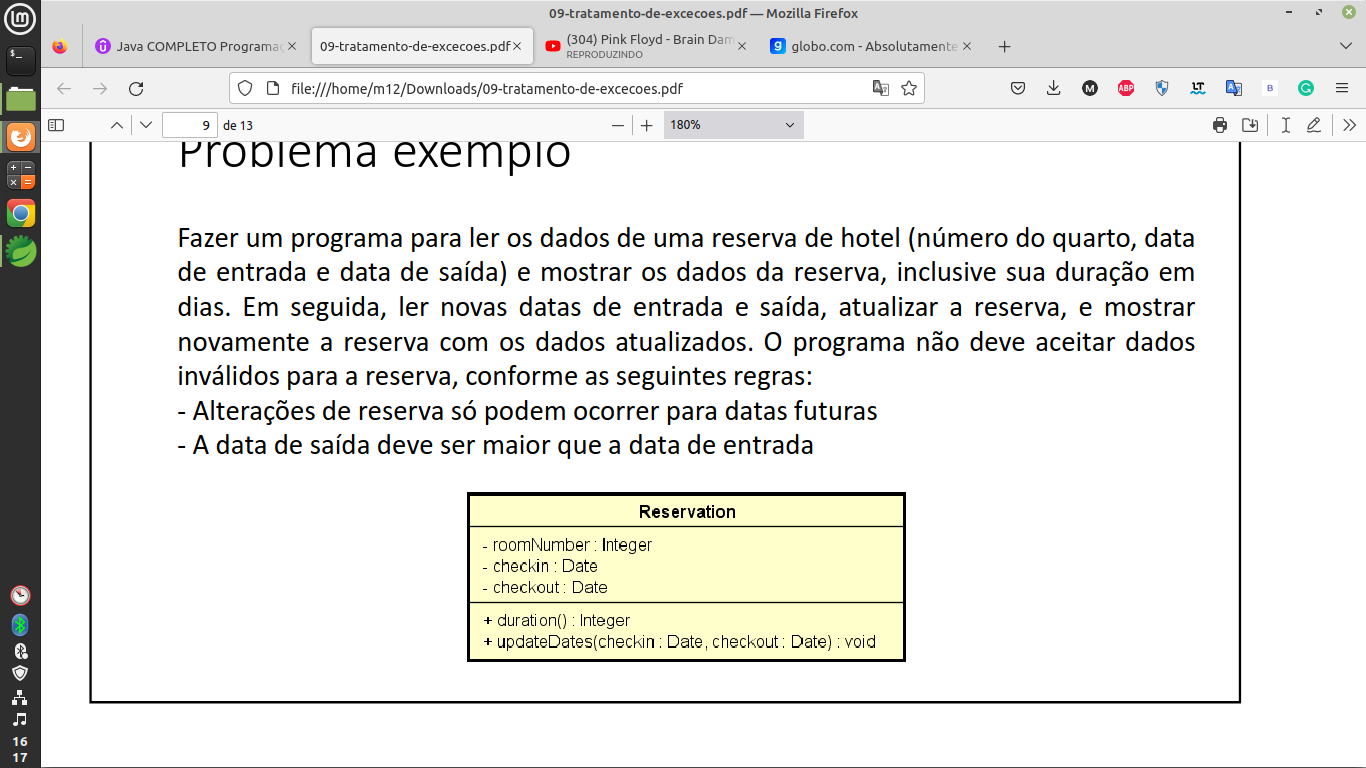 09-tratamento-de-excecoes.pdf — Mozilla Firefox
Java COMPLETO Programaç
09-tratamento-de-excecoes.pdf
(304) Pink Floyd - Brain Dam
REPRODUZINDO
globo.com - Absolutamente
file:///home/m12/Downloads/09-tratamento-de-excecoes.pdf
9 de 13
180%
Problema exemplo
Fazer um programa para ler os dados de uma reserva de hotel (número do quarto, data
de entrada e data de saída) e mostrar os dados da reserva, inclusive sua duração em
dias. Em seguida, ler novas datas de entrada e saída, atualizar a reserva, e mostrar
novamente a reserva com os dados atualizados. O programa não deve aceitar dados
inválidos para a reserva, conforme as seguintes regras:
- Alterações de reserva só podem ocorrer para datas futuras
- A data de saída deve ser maior que a data de entrada
Reservation
- roomNumber : Integer
- checkin : Date
- checkout : Date
+ duration() : Integer
+ updateDates(checkin : Date, checkout : Date) : void
M
ABP
LT
B
G
16
17